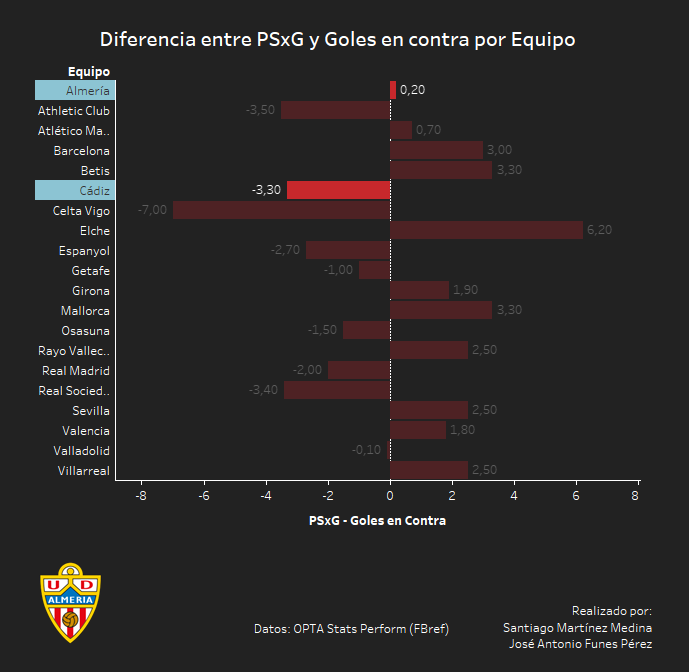 Diferencia entre PSxG y Goles en contra por Equipo
Equipo
Almería 0,20
Athletic Club -3,50
Atlético Ma.. 0,70
Barcelona 3,00
Betis 3,30
Cádiz -3,30
Celta Vigo -7,00
Elche 6,20
Espanyol -2,70
Getafe -1,00
Girona 1,90
Mallorca 3,30
Osasuna -1,50
Rayo Vallec.. 2,50
Real Madrid -2,00
Real Socied.. -3,40
Sevilla 2,50
Valencia 1,80
Valladolid -0,10
Villarreal 2,50
-8 -6 -4 -2 0 2 4 6 8
PSxG - Goles en Contra
U D
ALMERIA
Datos: OPTA Stats Perform (FBref)
Realizado por:
Santiago Martínez Medina
José Antonio Funes Pérez